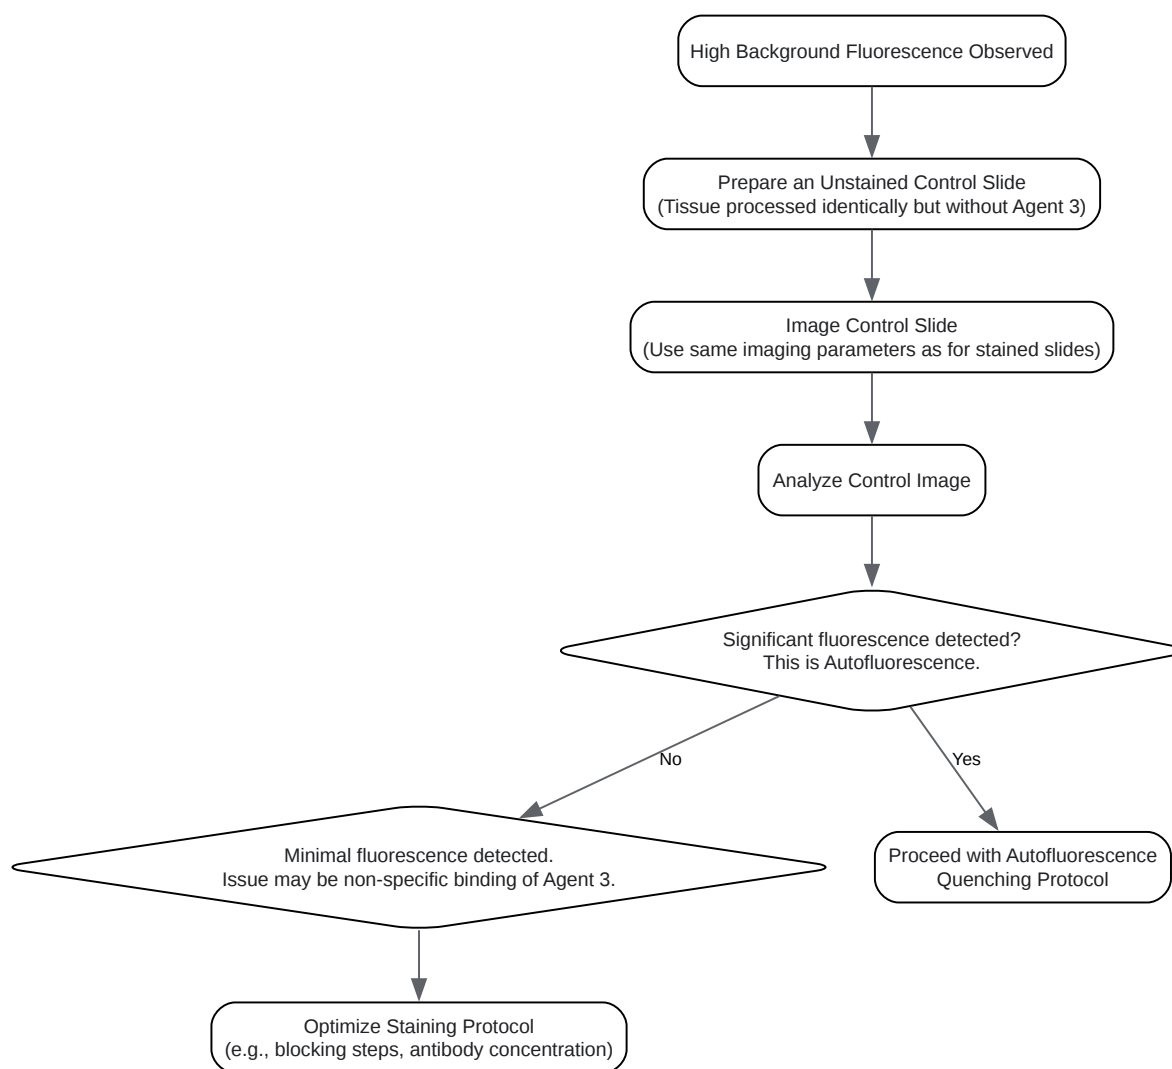 High Background Fluorescence Observed
Prepare an Unstained Control Slide
(Tissue processed identically but without Agent 3)
Image Control Slide
(Use same imaging parameters as for stained slides)
Analyze Control Image
Significant fluorescence detected?
This is Autofluorescence.
No
Yes
Minimal fluorescence detected.
Issue may be non-specific binding of Agent 3.
Proceed with Autofluorescence
Quenching Protocol
Optimize Staining Protocol
(e.g., blocking steps, antibody concentration)